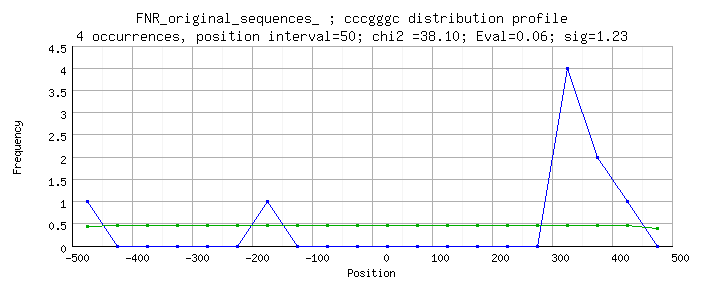 FNR_original_sequences_ ; cccgggc distribution profile
4 occurrences, position interval=50; chi2 =38.10; Eval=0.06; sig=1.23
4.5
4
3.5
3
2.5
2
1.5
1
0.5
0
Frequency
-500 -400 -300 -200 -100 0 100 200 300 400 500
Position